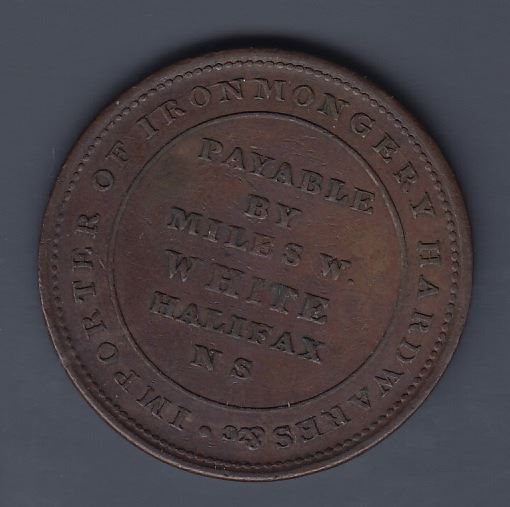 IMPORTER OF IRONMONGERY HARDWARES &c •
PAYABLE
BY
MILES W.
WHITE
HALIFAX
N S